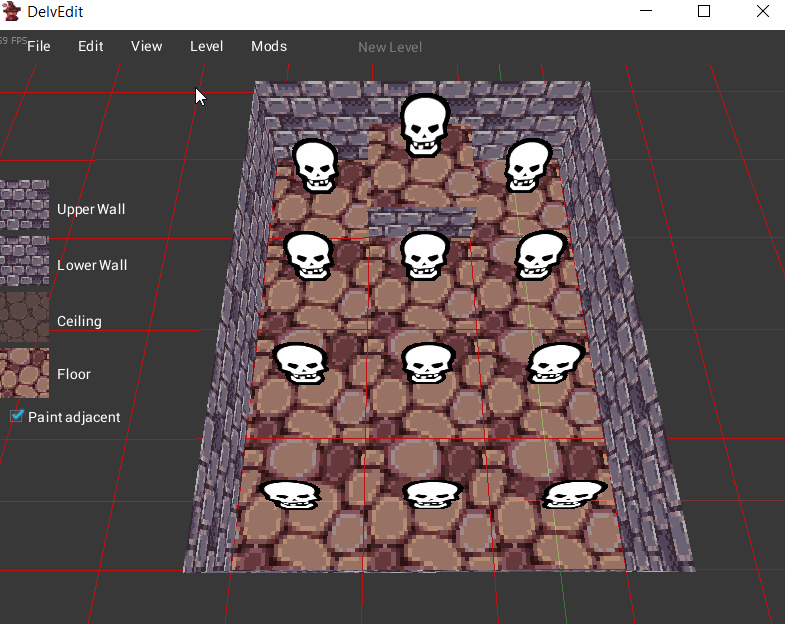 DelvEdit
59 FPS
File Edit View Level Mods New Level
Upper Wall
Lower Wall
Ceiling
Floor
Paint adjacent